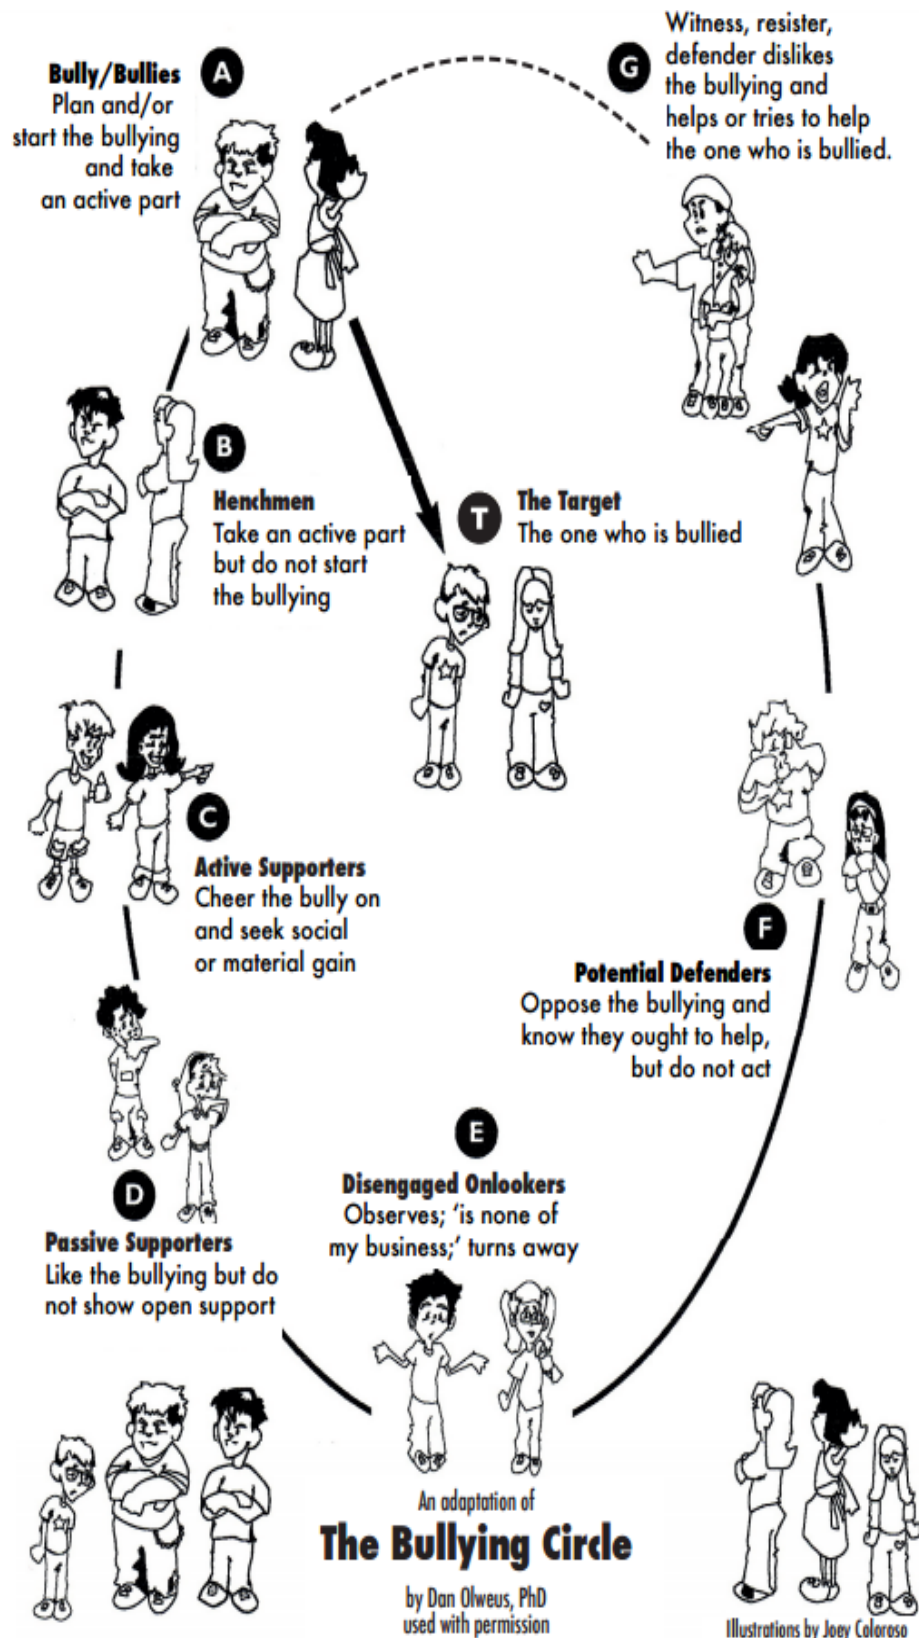 A
Bully/Bullies
Plan and/or
start the bullying
and take
an active part
G
Witness, resister,
defender dislikes
the bullying and
helps or tries to help
the one who is bullied.
B
Henchmen
Take an active part
but do not start
the bullying
T
The Target
The one who is bullied
C
Active Supporters
Cheer the bully on
and seek social
or material gain
F
Potential Defenders
Oppose the bullying and
know they ought to help,
but do not act
D
Passive Supporters
Like the bullying but do
not show open support
E
Disengaged Onlookers
Observes; ‘is none of
my business;’ turns away
An adaptation of
The Bullying Circle
by Dan Olweus, PhD
used with permission
Illustrations by Joey Coloroso